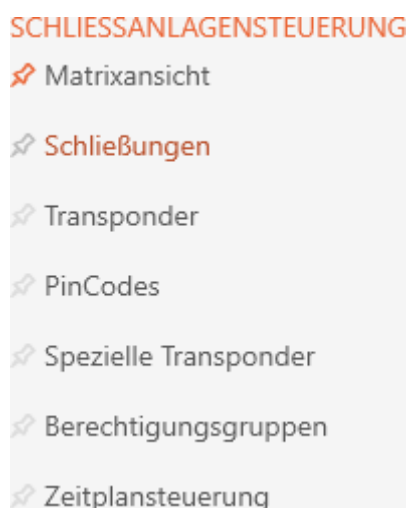 SCHLIESSANLAGENSTEUERUNG
Matrixansicht
Schließungen
Transponder
PinCodes
Spezielle Transponder
Berechtigungsgruppen
Zeitplansteuerung